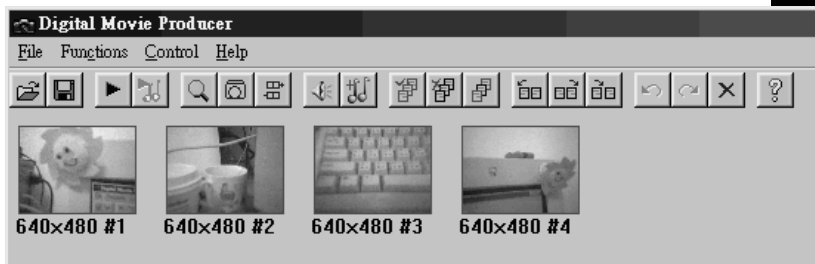 Digital Movie Producer
File Functions Control Help
640×480 #1 640×480 #2 640×480 #3 640×480 #4